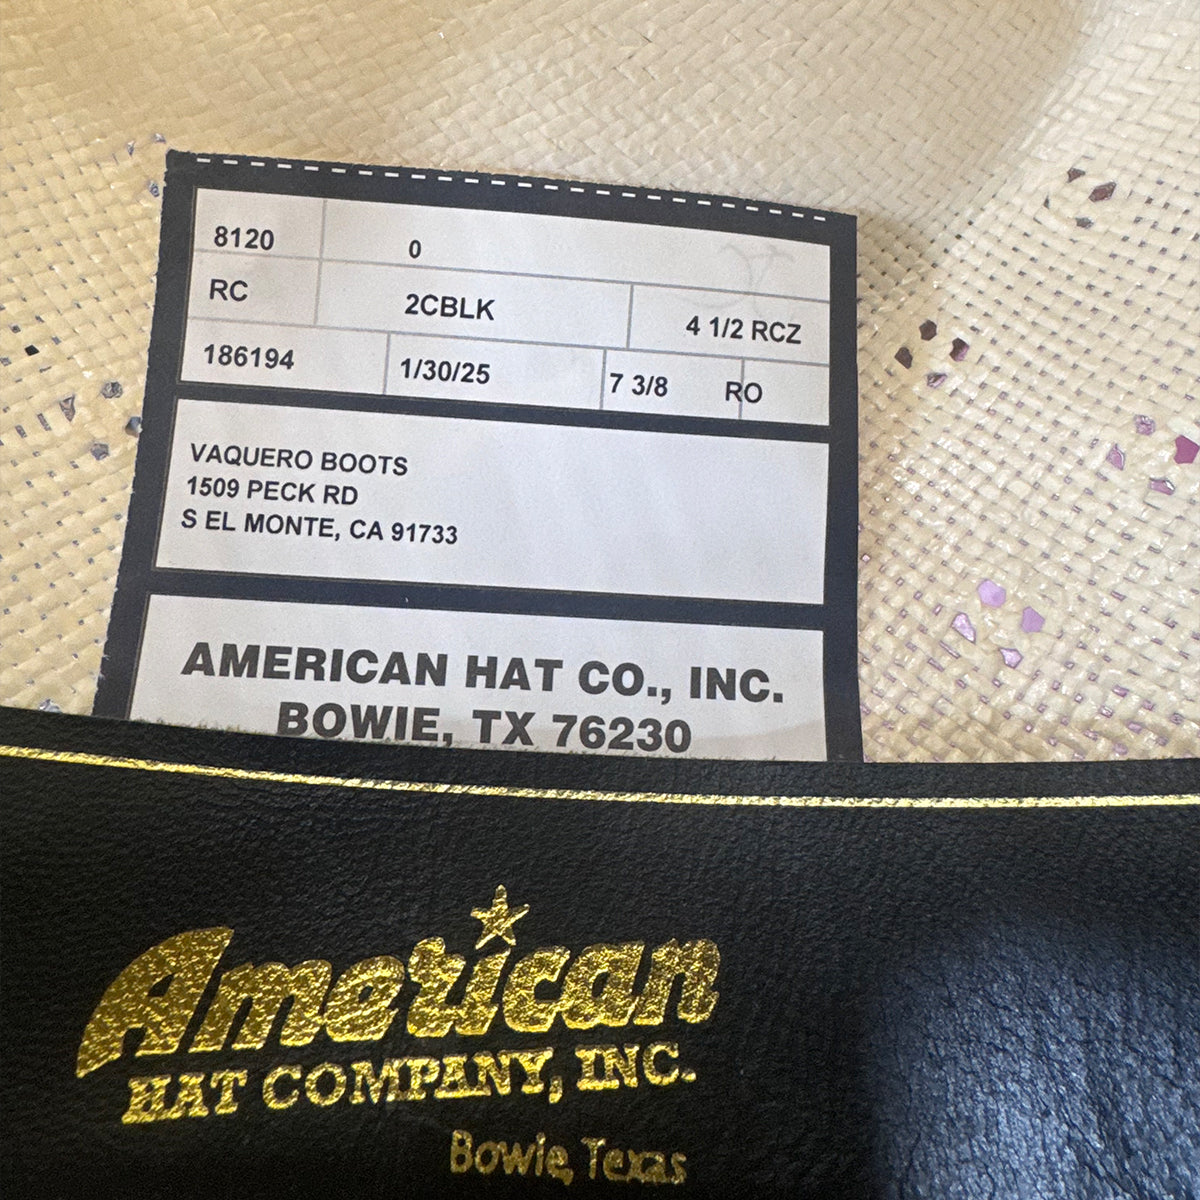 8120 0
RC 2CBLK 4 1/2 RCZ
186194 1/30/25 7 3/8 RO
VAQUERO BOOTS
1509 PECK RD
S EL MONTE, CA 91733
AMERICAN HAT CO., INC.
BOWIE, TX 76230
American
HAT COMPANY, INC.
Bowie, Texas